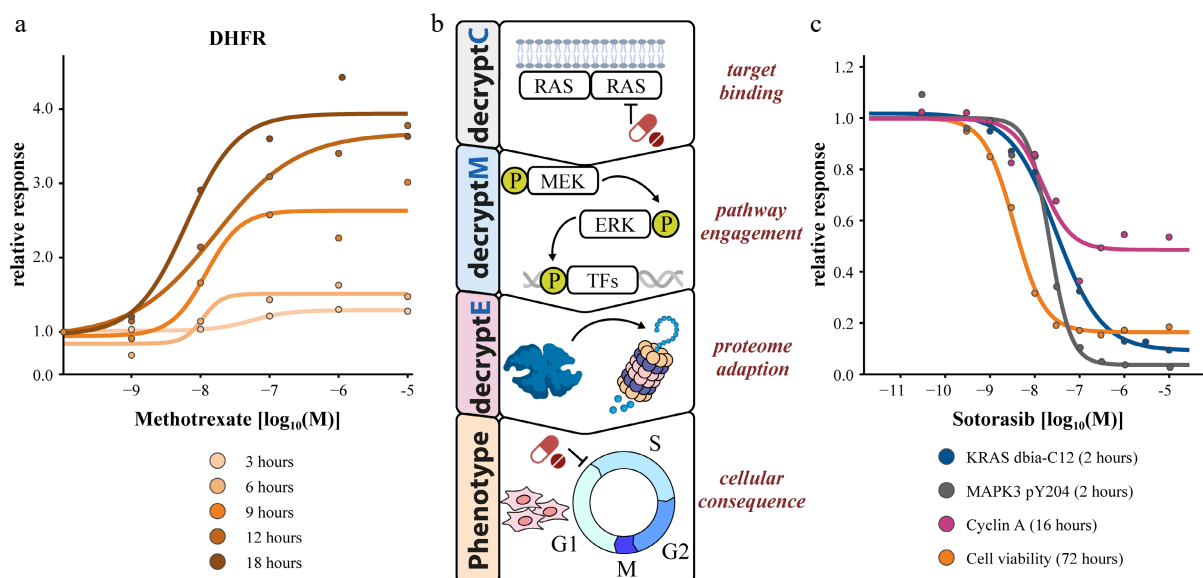 a
DHFR
relative response
4.0
3.0
2.0
1.0
0.0
−9
−8
−7
−6
−5
Methotrexate [log10(M)]
3 hours
6 hours
9 hours
12 hours
18 hours
b
decryptC
RAS
RAS
target
binding
decryptM
P
MEK
ERK
P
P
TFs
pathway
engagement
decryptE
proteome
adaption
Phenotype
S
G1
G2
M
cellular
consequence
c
relative response
1.2
1.0
0.8
0.6
0.4
0.2
0.0
−11
−10
−9
−8
−7
−6
−5
Sotorasib [log10(M)]
KRAS dbia-C12 (2 hours)
MAPK3 pY204 (2 hours)
Cyclin A (16 hours)
Cell viability (72 hours)